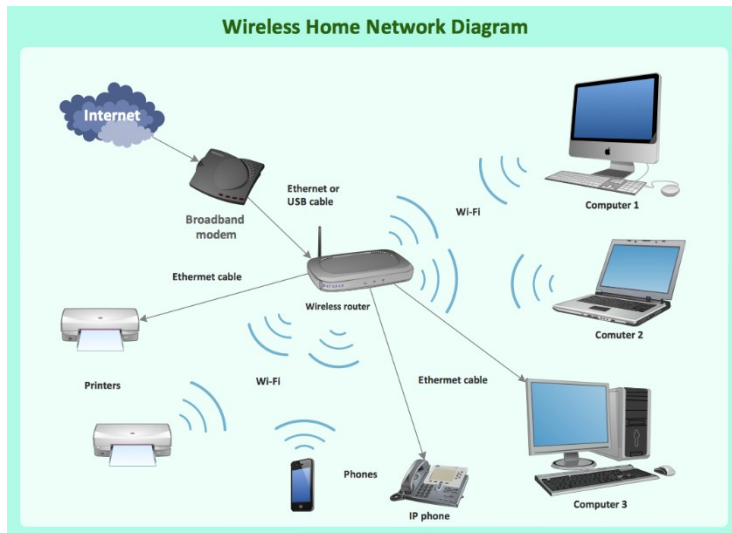 Wireless Home Network Diagram
Internet
Broadband
modem
Ethernet or
USB cable
Wi-Fi
Computer 1
Ethermet cable
Wireless router
Comuter 2
Printers
Wi-Fi
Ethermet cable
Phones
IP phone
Computer 3